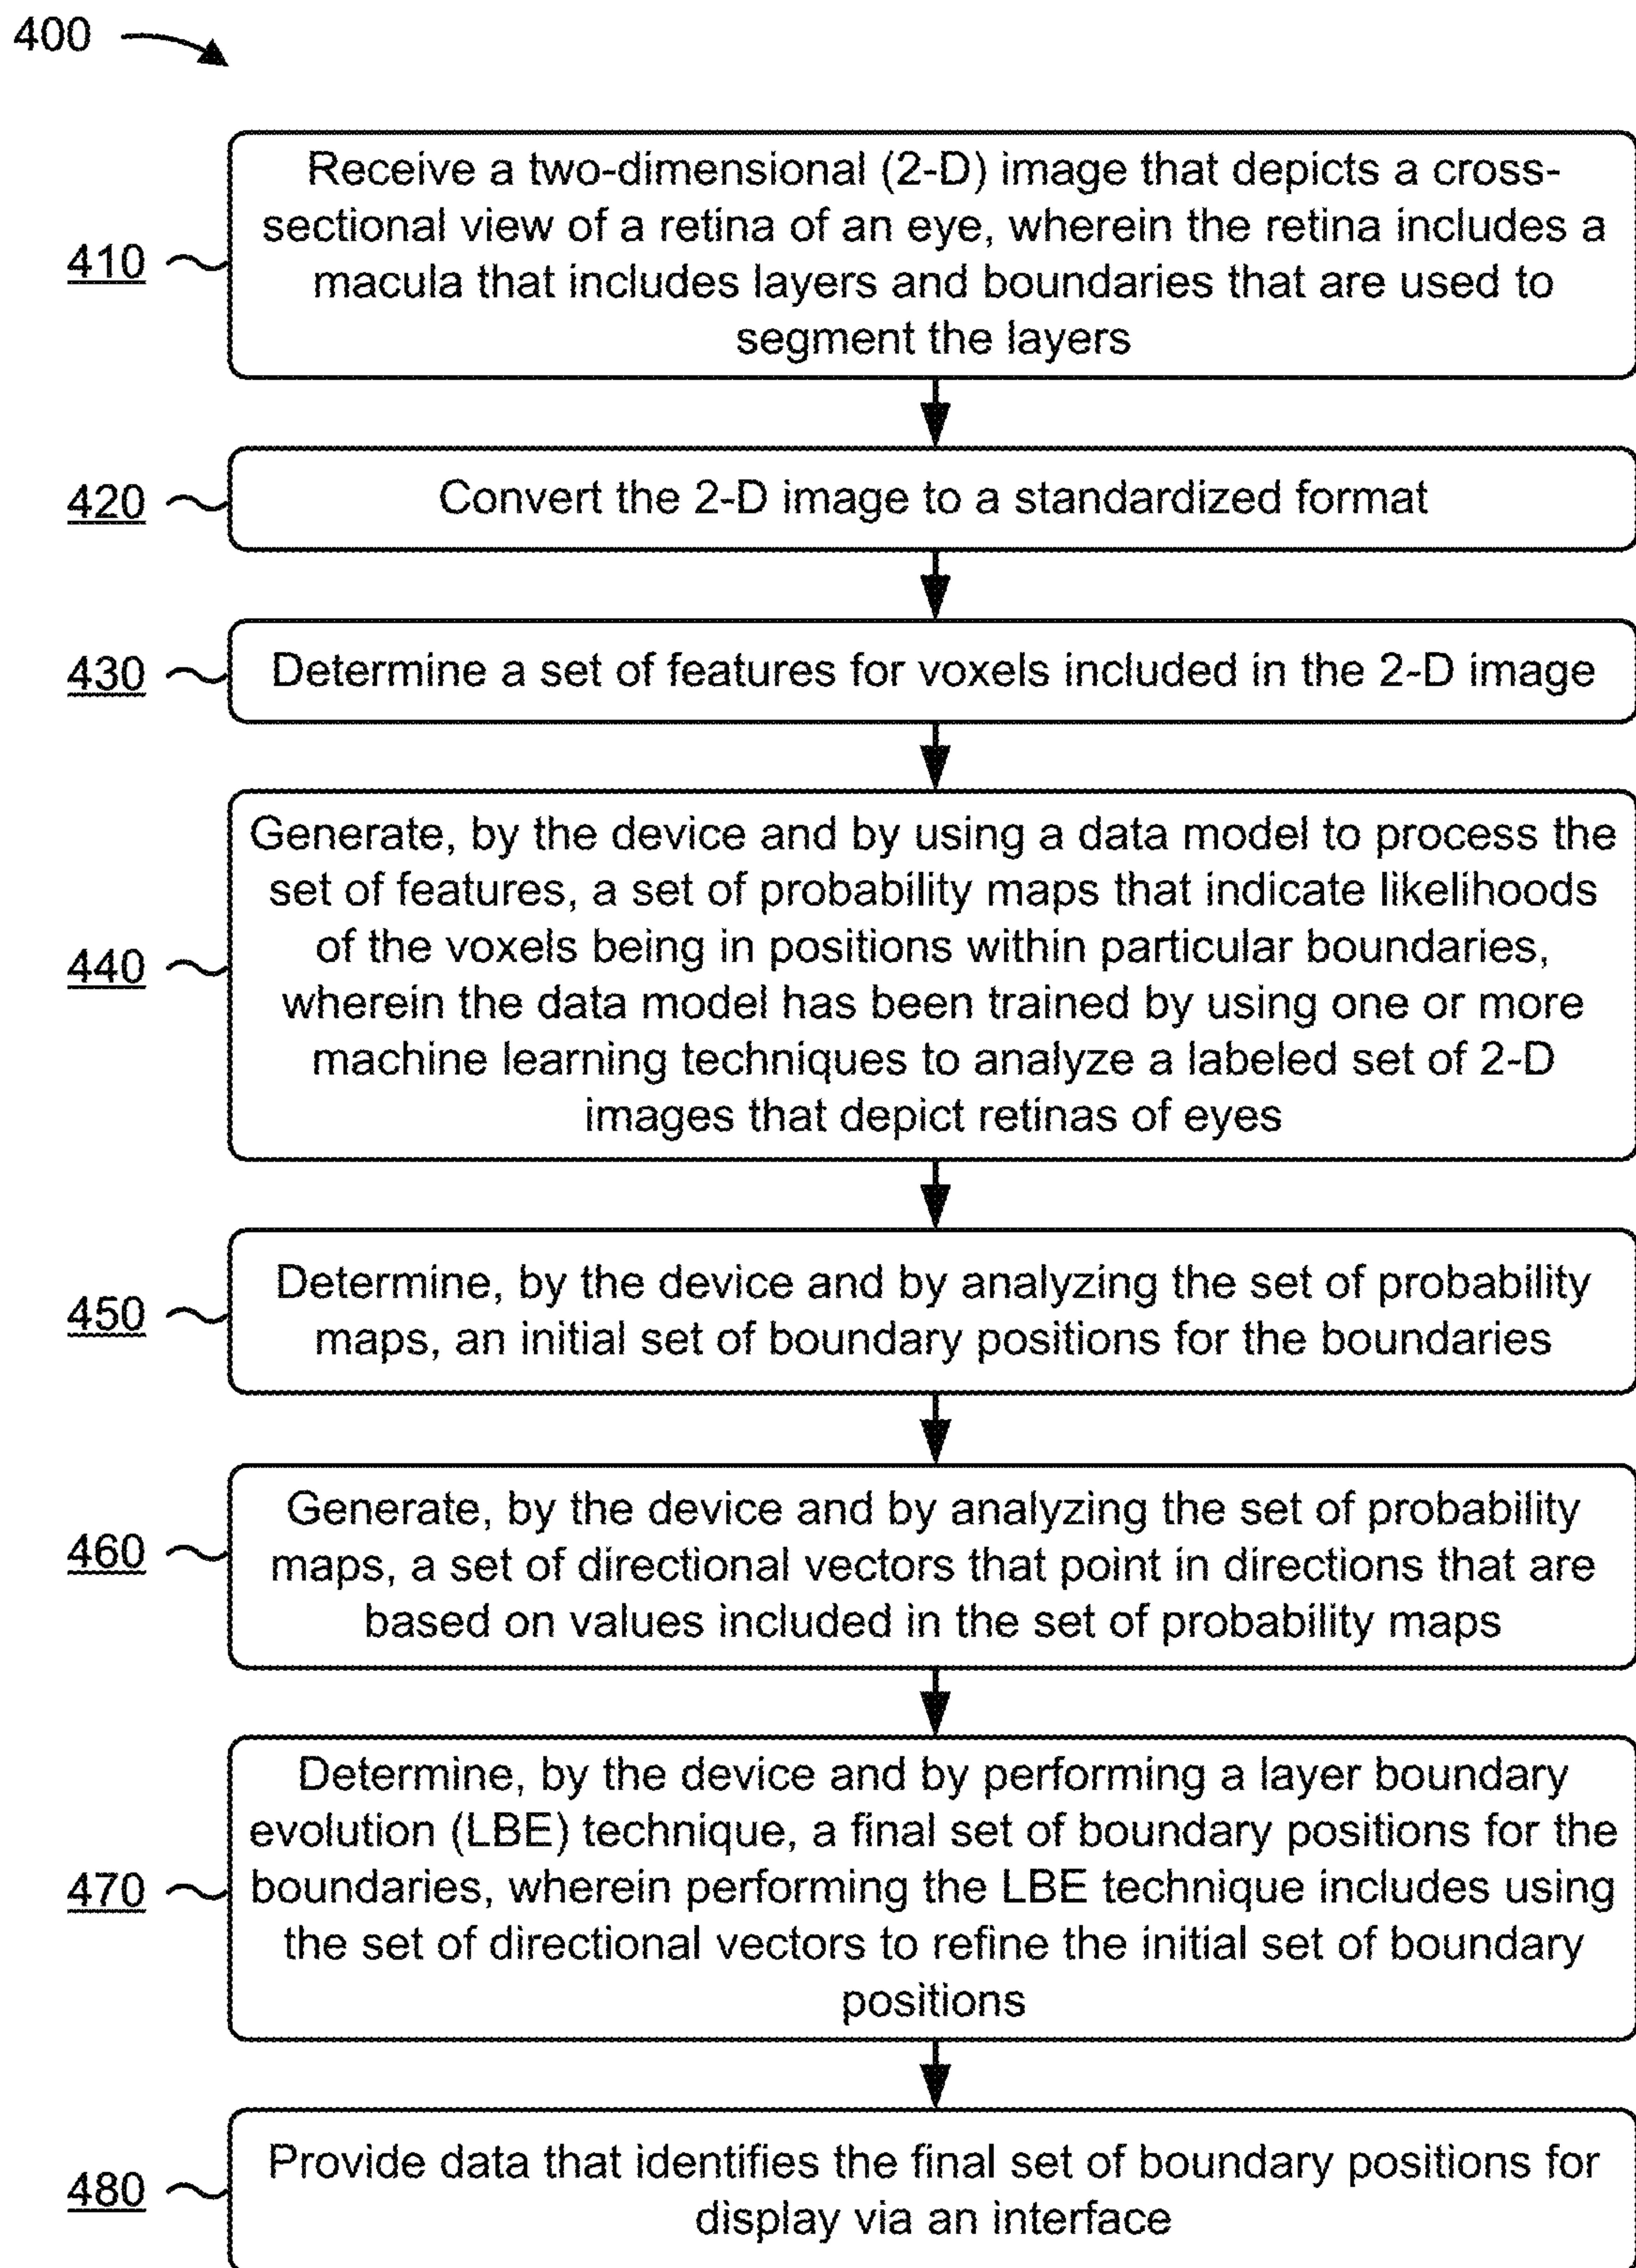 400
Receive a two-dimensional (2-D) image that depicts a cross-
sectional view of a retina of an eye, wherein the retina includes a
410
macula that includes layers and boundaries that are used to
segment the layers
420
Convert the 2-D image to a standardized format
430
Determine a set of features for voxels included in the 2-D image
Generate, by the device and by using a data model to process the
set of features, a set of probability maps that indicate likelihoods
of the voxels being in positions within particular boundaries,
440
wherein the data model has been trained by using one or more
machine learning techniques to analyze a labeled set of 2-D
images that depict retinas of eyes
Determine, by the device and by analyzing the set of probability
450
maps, an initial set of boundary positions for the boundaries
Generate, by the device and by analyzing the set of probability
460
maps, a set of directional vectors that point in directions that are
based on values included in the set of probability maps
Determine, by the device and by performing a layer boundary
evolution (LBE) technique, a final set of boundary positions for the
470
boundaries, wherein performing the LBE technique includes using
the set of directional vectors to refine the initial set of boundary
positions
Provide data that identifies the final set of boundary positions for
480
display via an interface